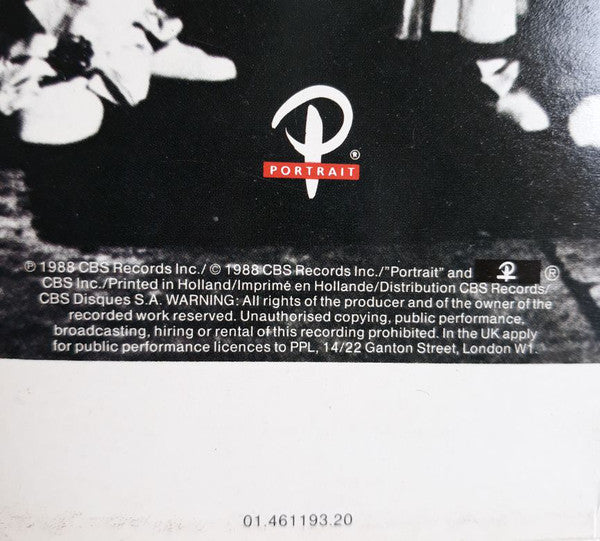 ®
PORTRAIT
℗ 1988 CBS Records Inc./ © 1988 CBS Records Inc./"Portrait" and ®
CBS Inc./Printed in Holland/Imprimé en Hollande/Distribution CBS Records/
CBS Disques S.A. WARNING: All rights of the producer and of the owner of the
recorded work reserved. Unauthorised copying, public performance,
broadcasting, hiring or rental of this recording prohibited. In the UK apply
for public performance licences to PPL, 14/22 Ganton Street, London W1.
01.461193.20